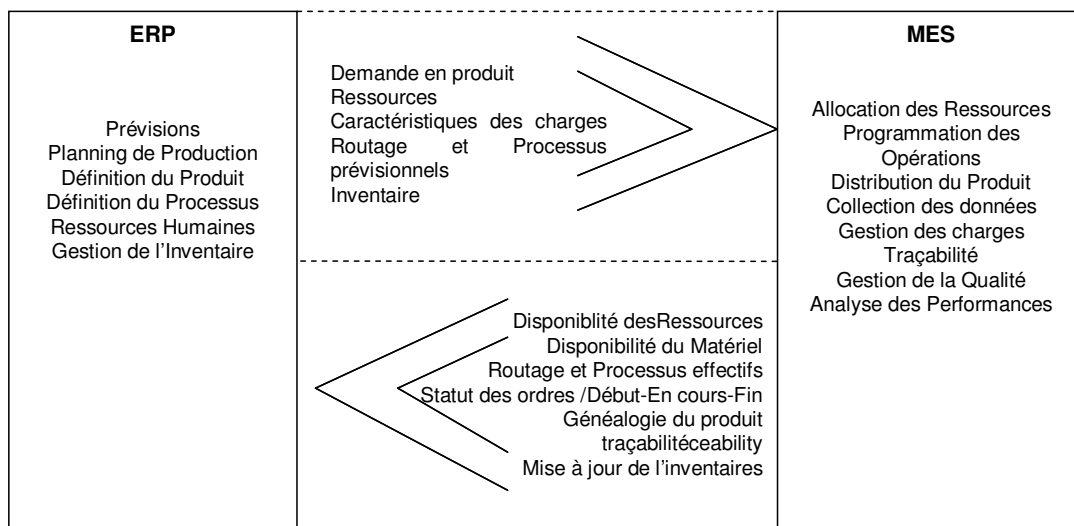 ERP
Prévisions
Planning de Production
Définition du Produit
Définition du Processus
Ressources Humaines
Gestion de l'Inventaire
Demande en produit
Ressources
Caractéristiques des charges
Routage et Processus
prévisionnels
Inventaire
Disponiblité desRessources
Disponibilité du Matériel
Routage et Processus effectifs
Statut des ordres /Début-En cours-Fin
Généalogie du produit
traçabilitéceability
Mise à jour de l'inventaires
MES
Allocation des Ressources
Programmation des
Opérations
Distribution du Produit
Collection des données
Gestion des charges
Traçabilité
Gestion de la Qualité
Analyse des Performances